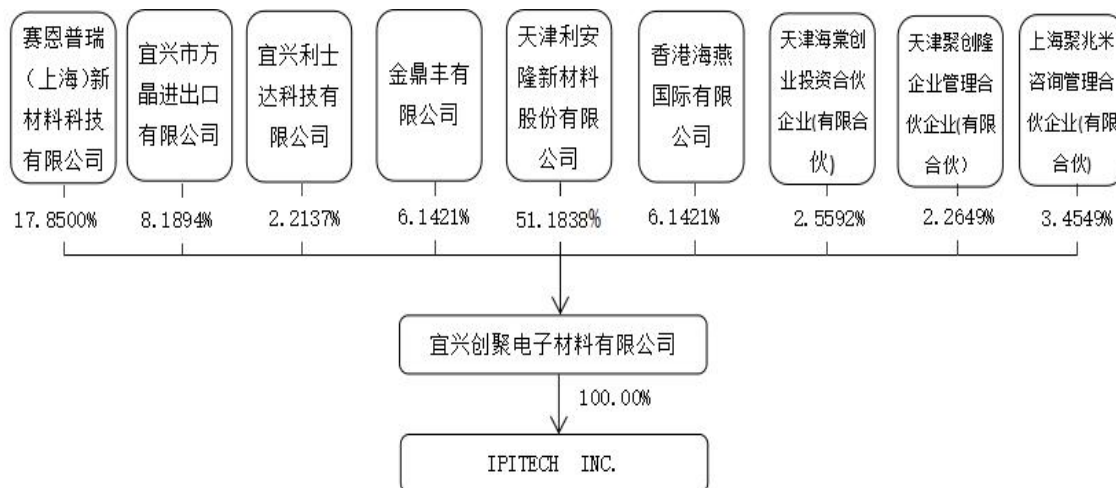 赛恩普瑞
（上海）新
材料科技
有限公司
宜兴市方
晶进出口
有限公司
宜兴利士
达科技有
限公司
金鼎丰有
限公司
天津利安
隆新材料
股份有限
公司
香港海燕
国际有限
公司
天津海棠创
业投资合伙
企业(有限合
伙)
天津聚创隆
企业管理合
伙企业(有限
合伙）
上海聚兆米
咨询管理合
伙企业(有限
合伙)
17.8500%
8.1894%
2.2137%
6.1421%
51.1838%
6.1421%
2.5592%
2.2649%
3.4549%
宜兴创聚电子材料有限公司
100.00%
IPITECH INC.